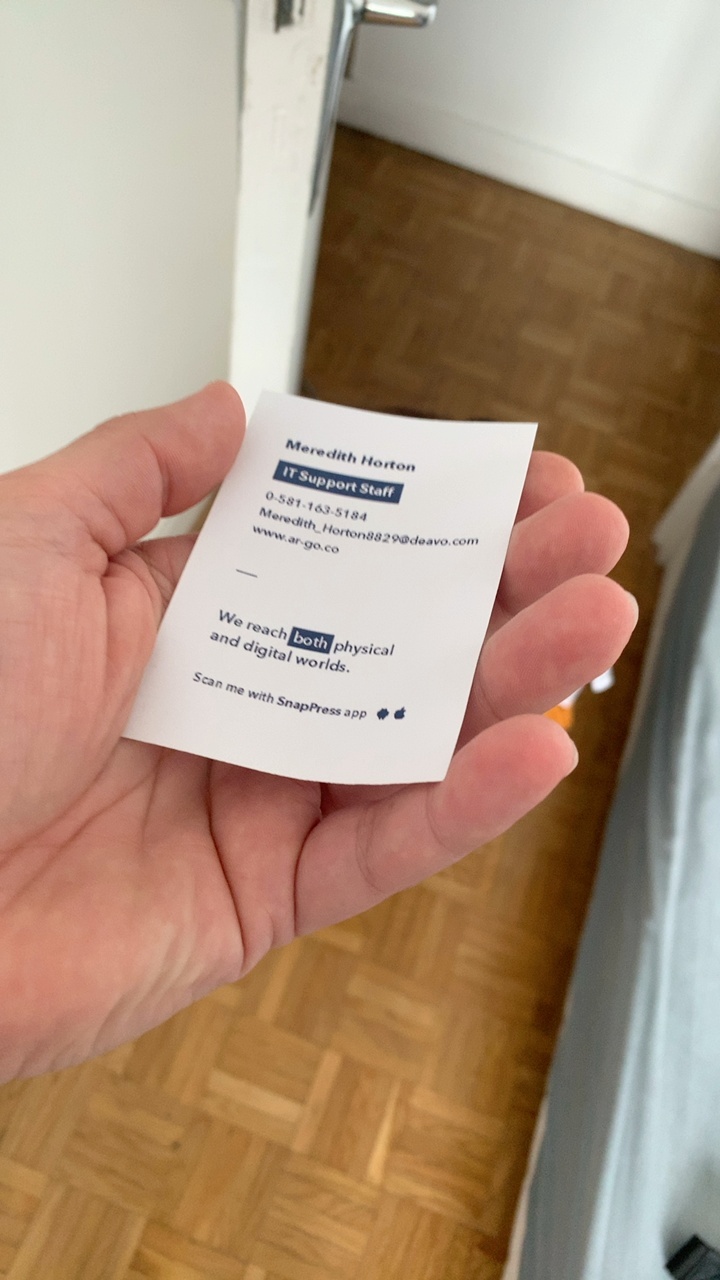 Meredith Horton
IT Support Staff
0-581-163-5184
Meredith_Horton8829@deavo.com
www.ar-go.co
—
We reach both physical
and digital worlds.
Scan me with SnapPress app